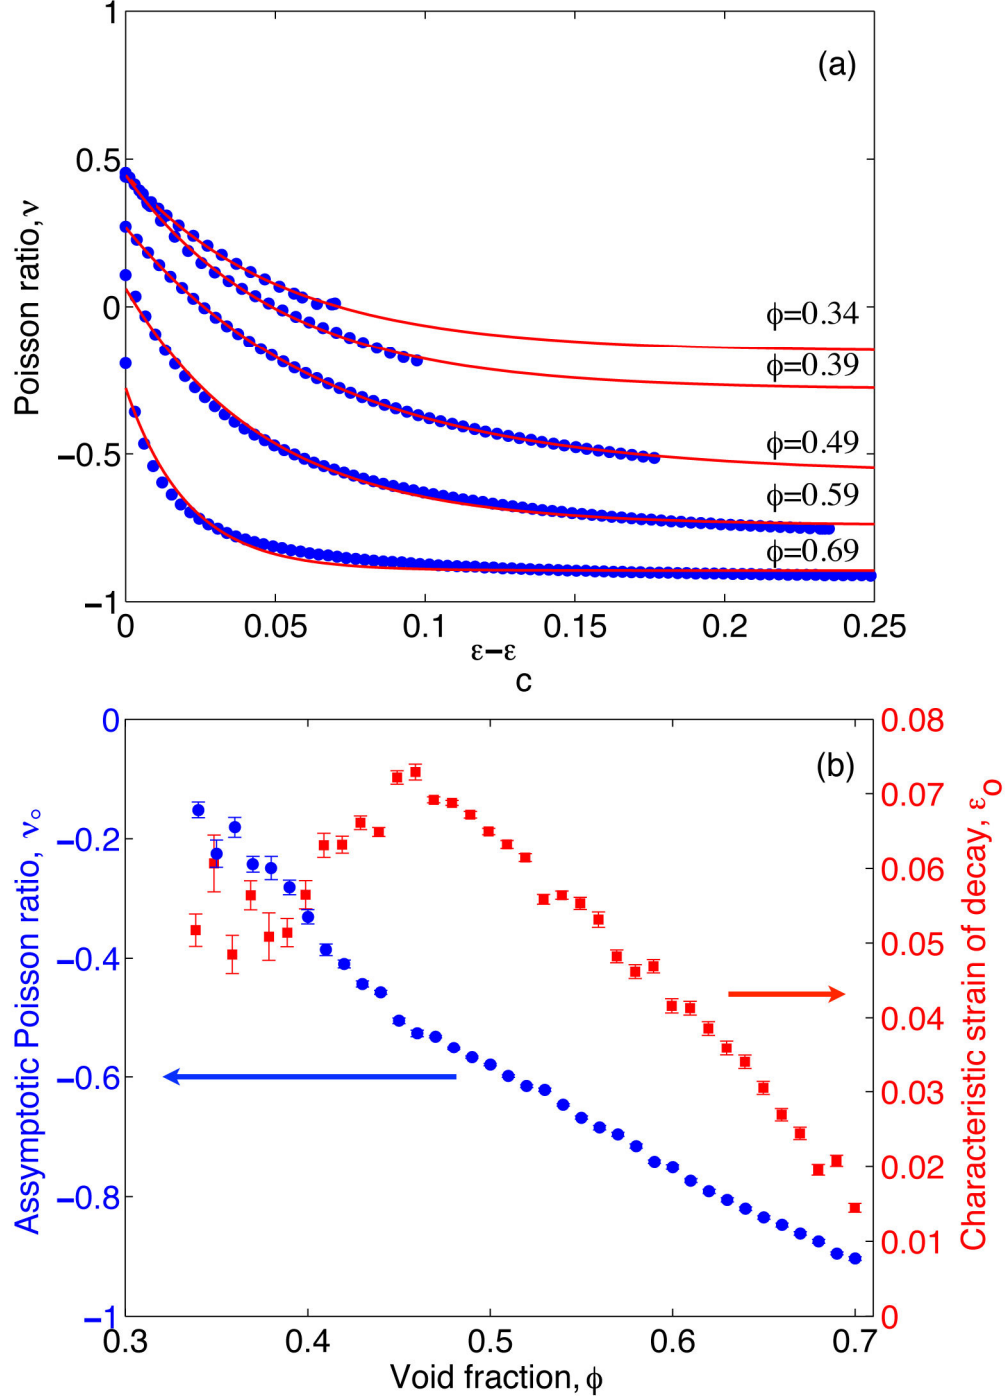 (a)
Poisson ratio, ν
1
0.5
0
−0.5
−1
φ=0.34
φ=0.39
φ=0.49
φ=0.59
φ=0.69
0 0.05 0.1 0.15 0.2 0.25
ε−ε
c
(b)
Assymptotic Poisson ratio, νo
0
−0.2
−0.4
−0.6
−0.8
−1
0.08
0.07
0.06
0.05
0.04
0.03
0.02
0.01
0
Characteristic strain of decay, εo
0.3 0.4 0.5 0.6 0.7
Void fraction, φ